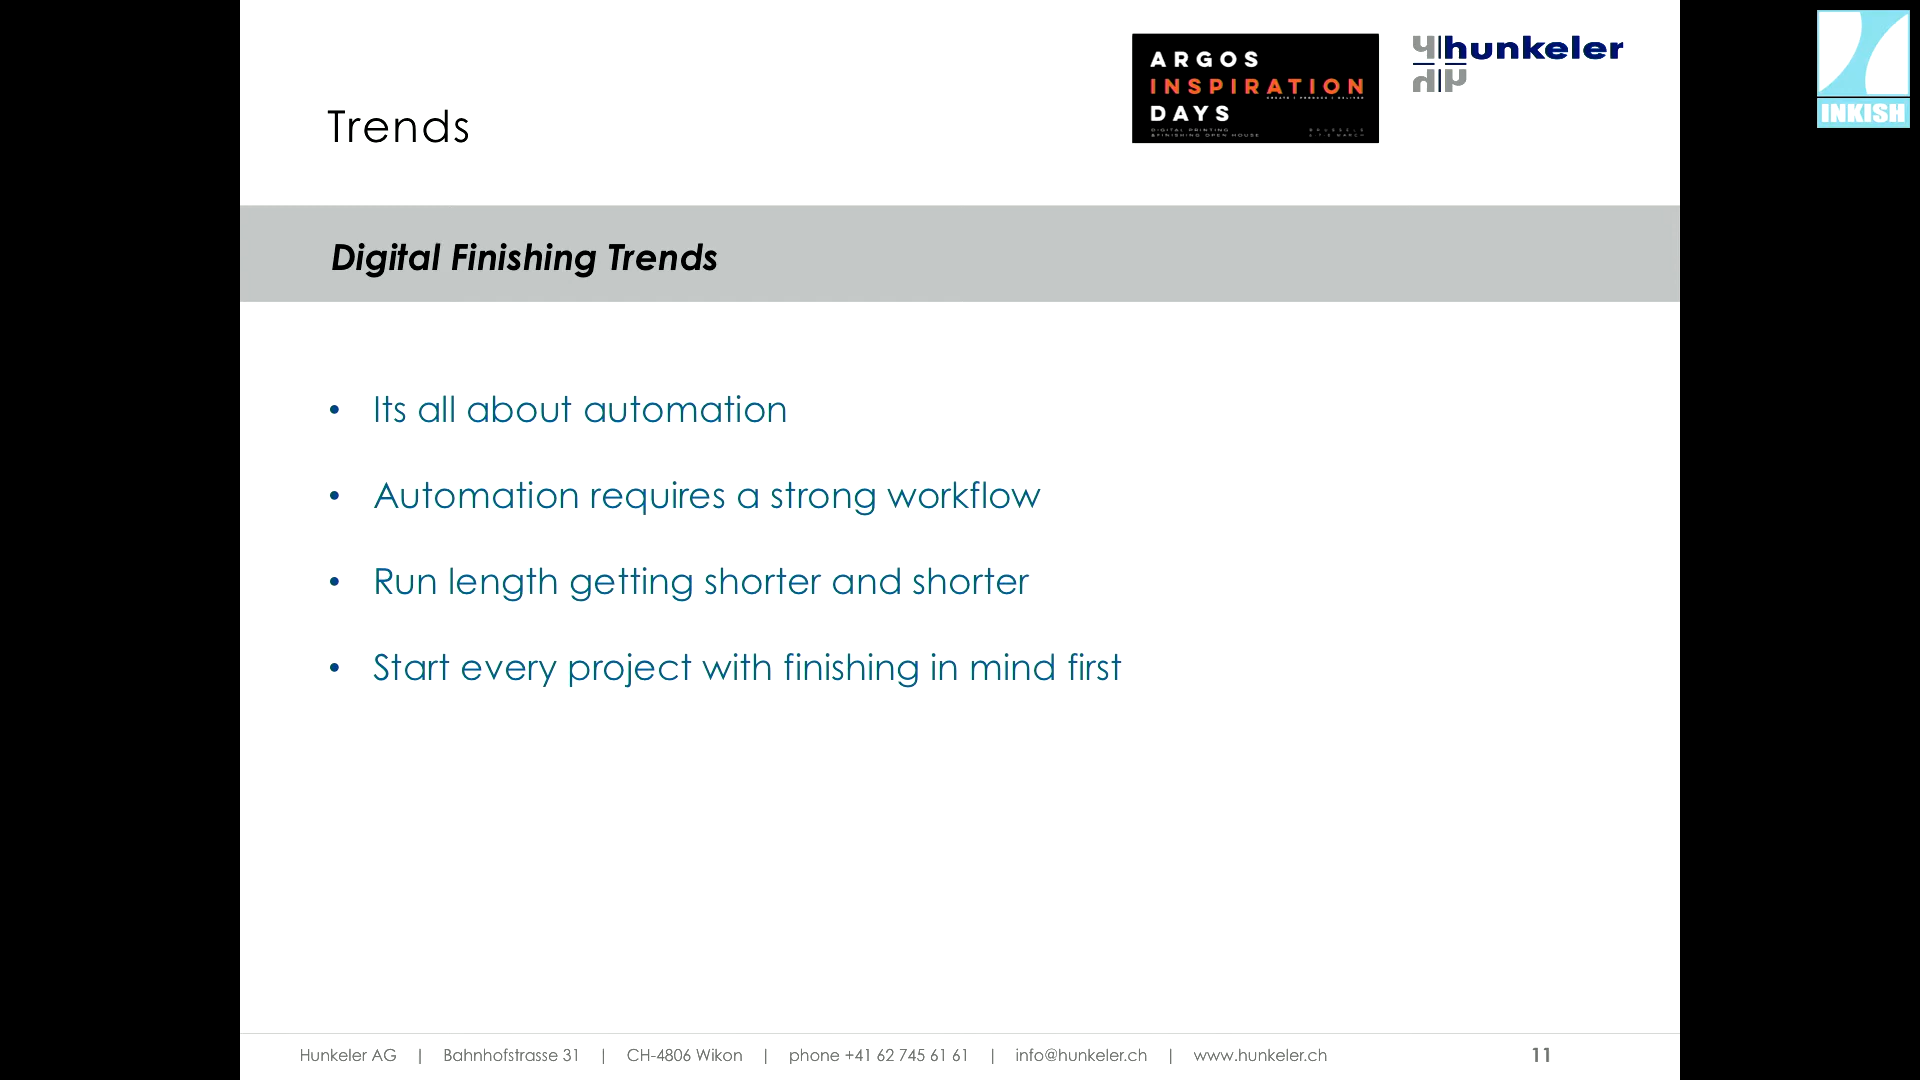 ARGOS
INSPIRATION
DAYS
DIGITAL PRINTING
&FINISHING OPEN HOUSE
BRUSSELS
hunkeler
INKISH
Trends
Digital Finishing Trends
• Its all about automation
• Automation requires a strong workflow
• Run length getting shorter and shorter
• Start every project with finishing in mind first
Hunkeler AG | Bahnhofstrasse 31 | CH-4806 Wikon | phone +41 62 745 61 61 | info@hunkeler.ch | www.hunkeler.ch 11